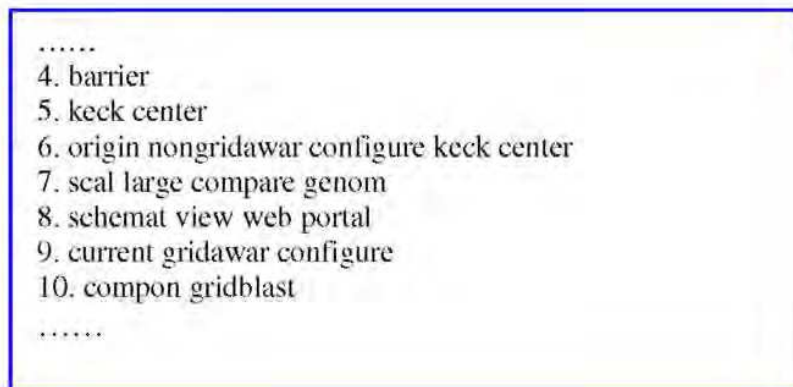 ......
4. barrier
5. keck center
6. origin nongridawar configure keck center
7. scal large compare genom
8. schemat view web portal
9. current gridawar configure
10. compon gridblast
......